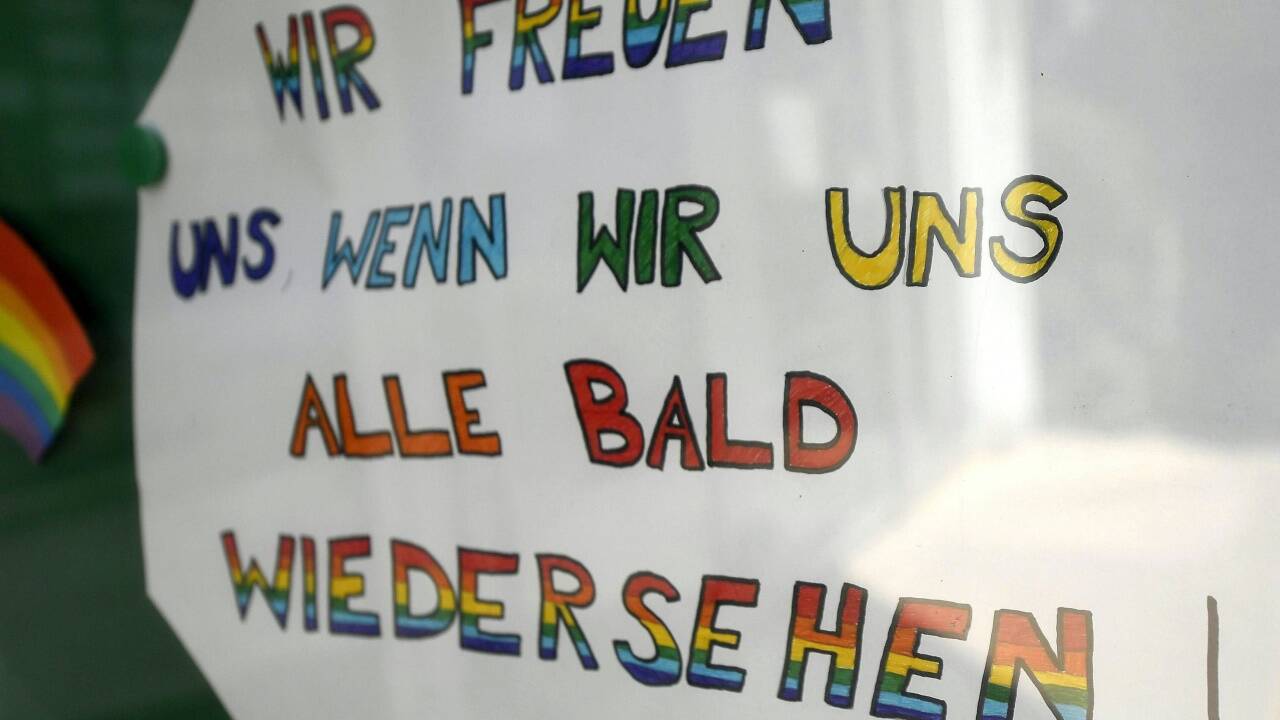 WIR FREUEN
UNS WENN WIR UNS
ALLE BALD
WIEDERSEHEN